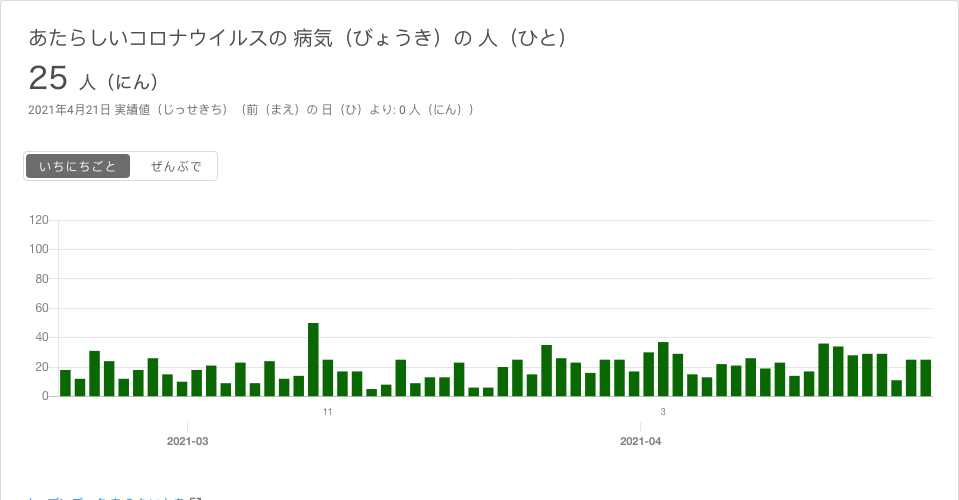 あたらしいコロナウイルスの 病気（びょうき）の 人（ひと）
25 人（にん）
2021年4月21日 実績値（じっせきち）（前（まえ）の 日（ひ）より: 0 人（にん））
いちにちごと ぜんぶで
120
100
80
60
40
20
0
11 3
2021-03 2021-04